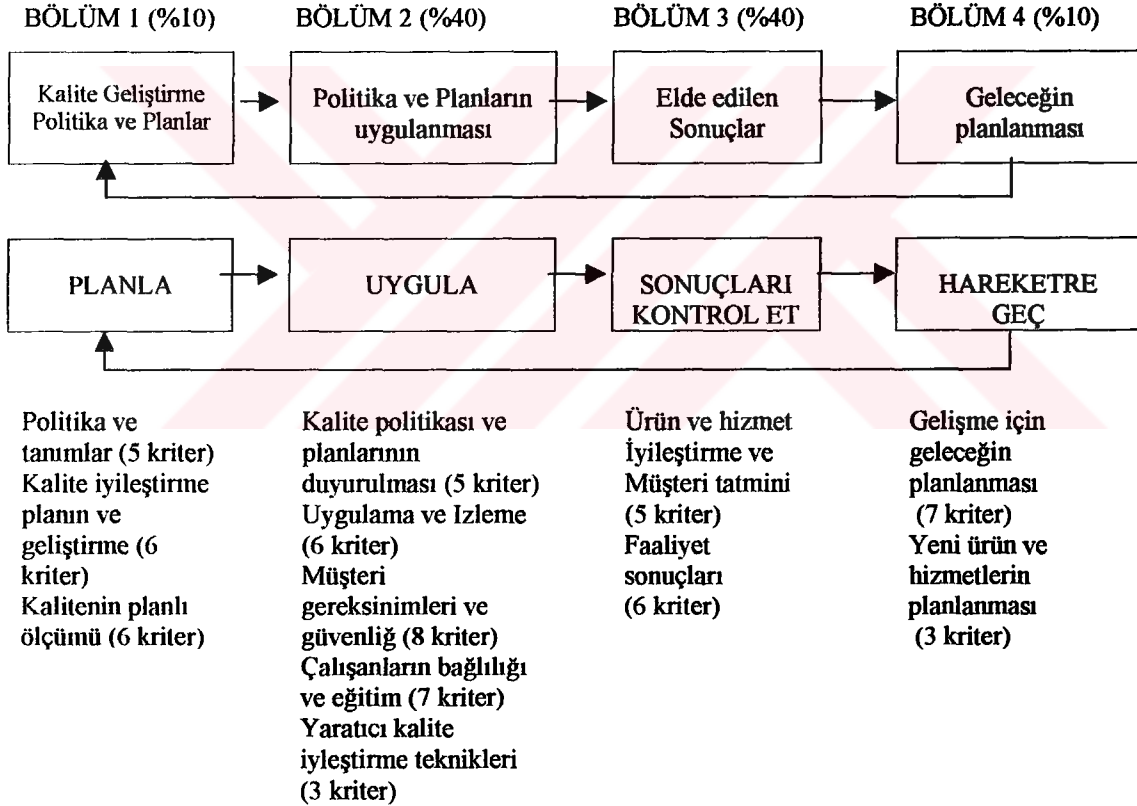 BÖLÜM 1 (%10)
BÖLÜM 2 (%40)
BÖLÜM 3 (%40)
BÖLÜM 4 (%10)
Kalite Geliştirme
Politika ve Planlar
Politika ve Planların
uygulanması
Elde edilen
Sonuçlar
Geleceğin
planlanması
PLANLA
UYGULA
SONUÇLARI
KONTROL ET
HAREKETRE
GEÇ
Politika ve
tanımlar (5 kriter)
Kalite iyileştirme
planın ve
geliştirme (6
kriter)
Kalitenin planlı
ölçümü (6 kriter)
Kalite politikası ve
planlarının
duyurulması (5 kriter)
Uygulama ve Izleme
(6 kriter)
Müşteri
gereksinimleri ve
güvenliğ (8 kriter)
Çalışanların bağlılığı
ve eğitim (7 kriter)
Yaratıcı kalite
iyleştirme teknikleri
(3 kriter)
Ürün ve hizmet
İyileştirme ve
Müşteri tatmini
(5 kriter)
Faaliyet
sonuçları
(6 kriter)
Gelişme için
geleceğin
planlanması
(7 kriter)
Yeni ürün ve
hizmetlerin
planlanması
(3 kriter)